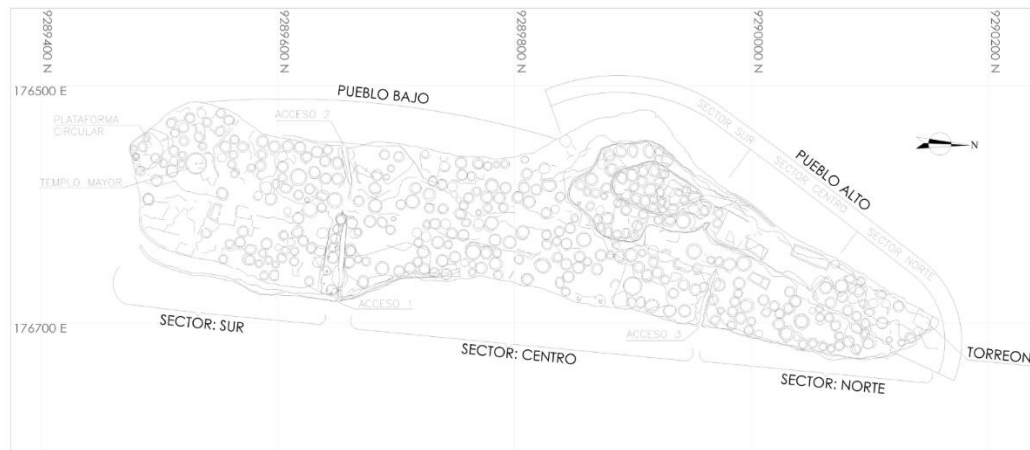 9289400 N
9289600 N
9289800 N
9290000 N
9290200 N
176500 E
PUEBLO BAJO
ACCESO 2
PLATAFORMA
CIRCULAR
TEMPLO MAYOR
SECTOR SUR
SECTOR CENTRO
SECTOR NORTE
PUEBLO ALTO
N
ACCESO 1
176700 E
SECTOR: SUR
SECTOR: CENTRO
ACCESO 3
SECTOR: NORTE
TORREON